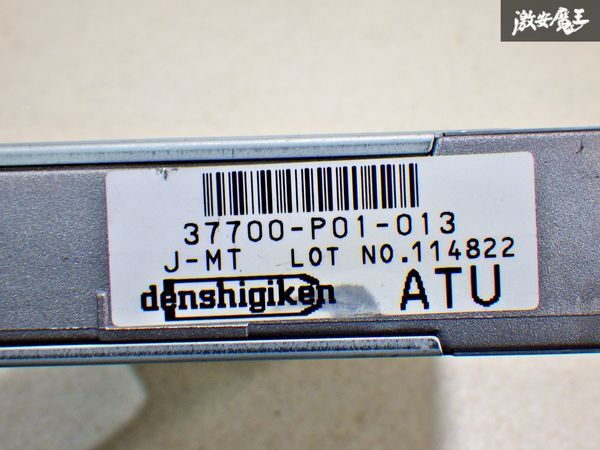 激安魔王
37700-P01-013
J-MT LOT NO.114822
denshigiken ATU